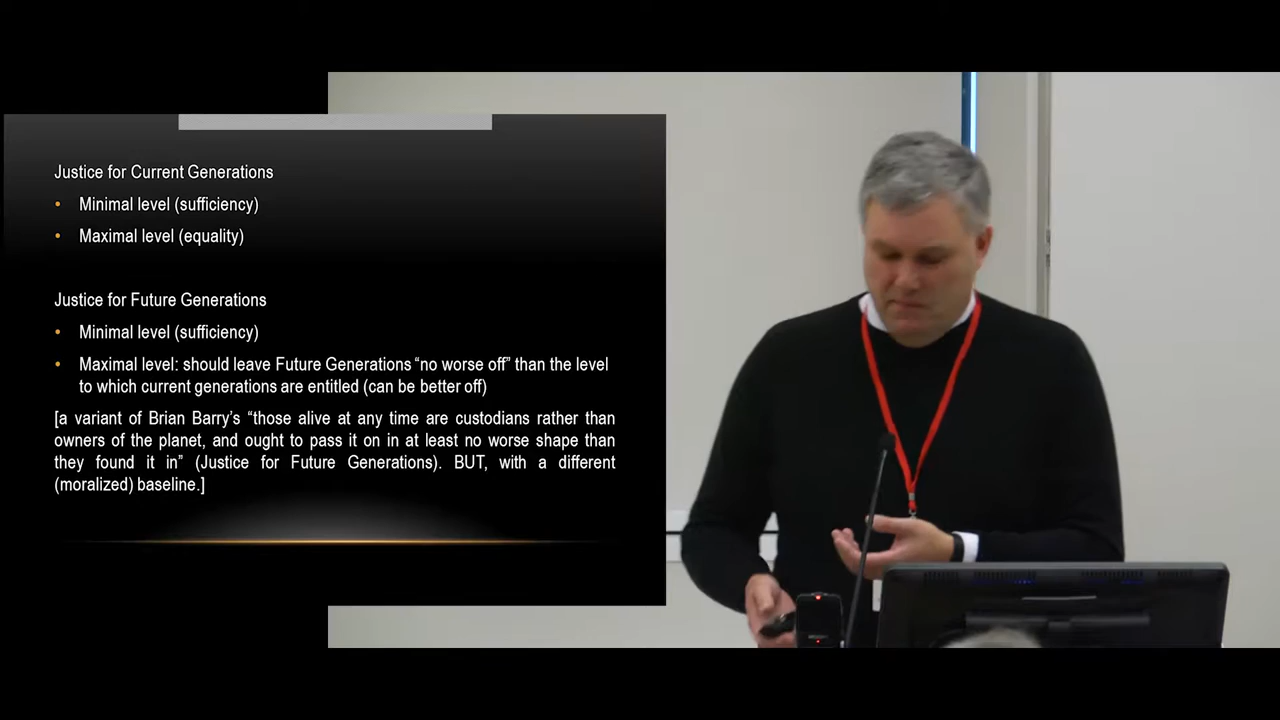 Justice for Current Generations
• Minimal level (sufficiency)
• Maximal level (equality)
Justice for Future Generations
• Minimal level (sufficiency)
• Maximal level: should leave Future Generations “no worse off” than the level
to which current generations are entitled (can be better off)
[a variant of Brian Barry’s “those alive at any time are custodians rather than
owners of the planet, and ought to pass it on in at least no worse shape than
they found it in” (Justice for Future Generations). BUT, with a different
(moralized) baseline.]